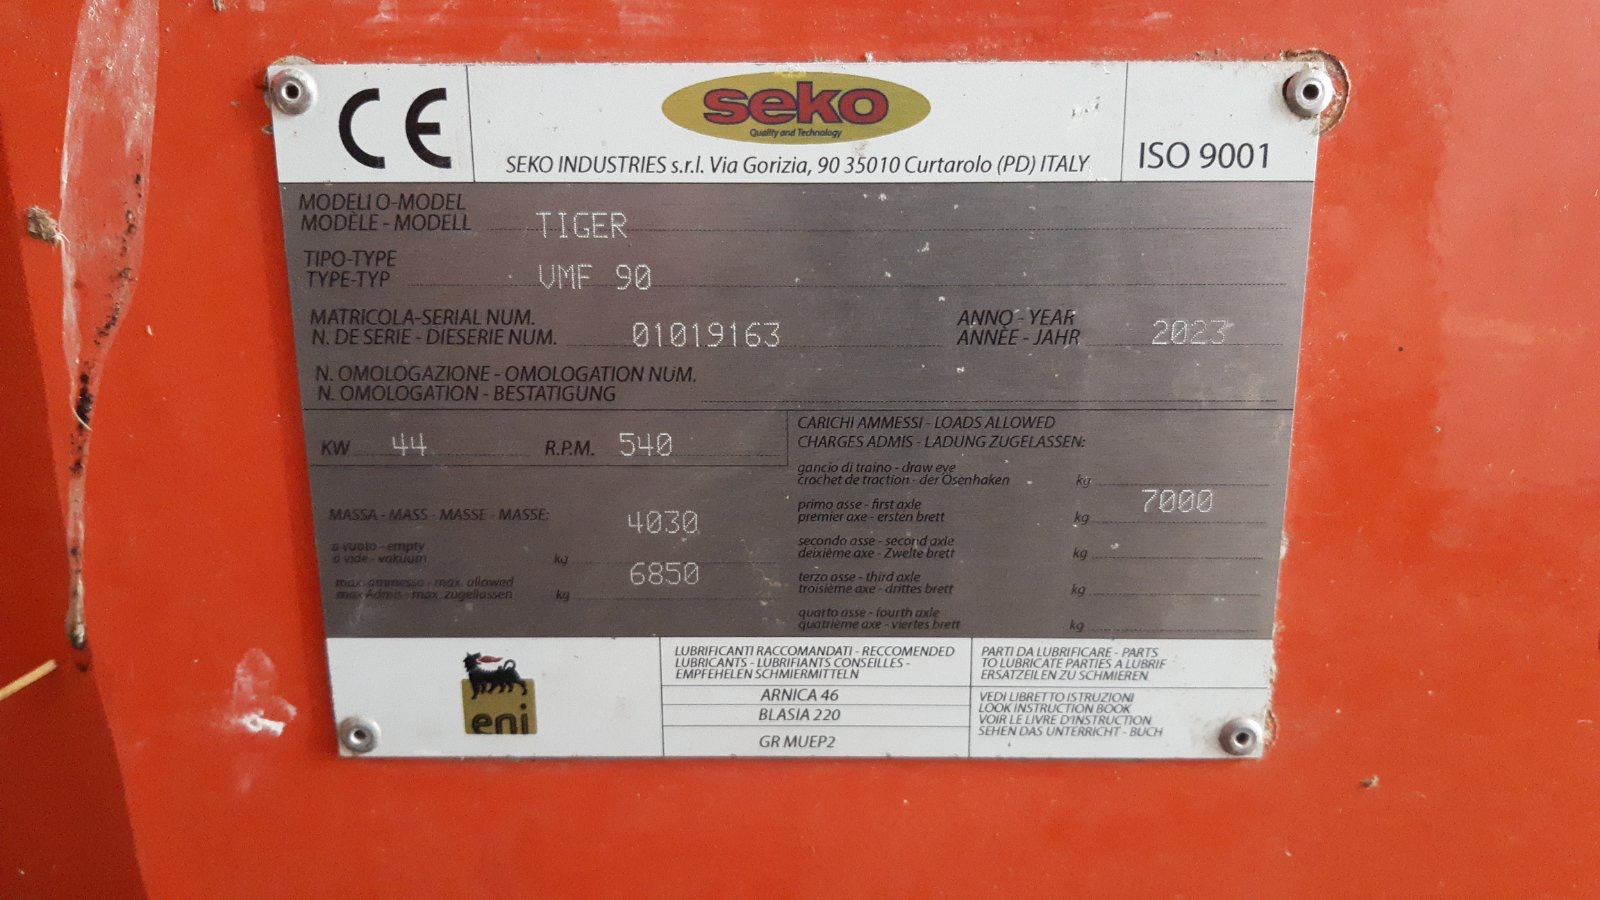 CE
seko
Quality and Technology
SEKO INDUSTRIES s.r.l. Via Gorizia, 90 35010 Curtarolo (PD) ITALY
ISO 9001
MODELLO-MODEL
MODÈLE - MODELL
TIGER
TIPO-TYPE
TYPE-TYP
VMF 90
MATRICOLA-SERIAL NUM.
N. DE SERIE - DIESERIE NUM.
01019163
ANNO - YEAR
ANNÈE - JAHR
2023
N. OMOLOGAZIONE - OMOLOGATION NUM.
N. OMOLOGATION - BESTATIGUNG
KW 44 R.P.M. 540
MASSA - MASS - MASSE - MASSE:
4030
a vuoto - empty
a vide - vakuum
kg
6850
max ammesso - max. allowed
max Admis - max. zugellassen
kg
CARICHI AMMESSI - LOADS ALLOWED
CHARGES ADMIS - LADUNG ZUGELASSEN:
gancio di traino - draw eye
crochet de traction - der Osenhaken
kg
7000
primo asse - first axle
premier axe - ersten brett
kg
secondo asse - second axle
deixième axe - Zwelte brett
kg
terzo asse - third axle
troisième axe - drittes brett
kg
quarto asse - fourth axle
quatrième axe - viertes brett
kg
eni
LUBRIFICANTI RACCOMANDATI - RECCOMENDED
LUBRICANTS - LUBRIFIANTS CONSEILLES -
EMPFEHELEN SCHMIERMITTELN
ARNICA 46
BLASIA 220
GR MUEP2
PARTI DA LUBRIFICARE - PARTS
TO LUBRICATE PARTIES A LUBRIF
ERSATZEILEN ZU SCHMIEREN
VEDI LIBRETTO ISTRUZIONI
LOOK INSTRUCTION BOOK
VOIR LE LIVRE D'INSTRUCTION
SEHEN DAS UNTERRICHT - BUCH